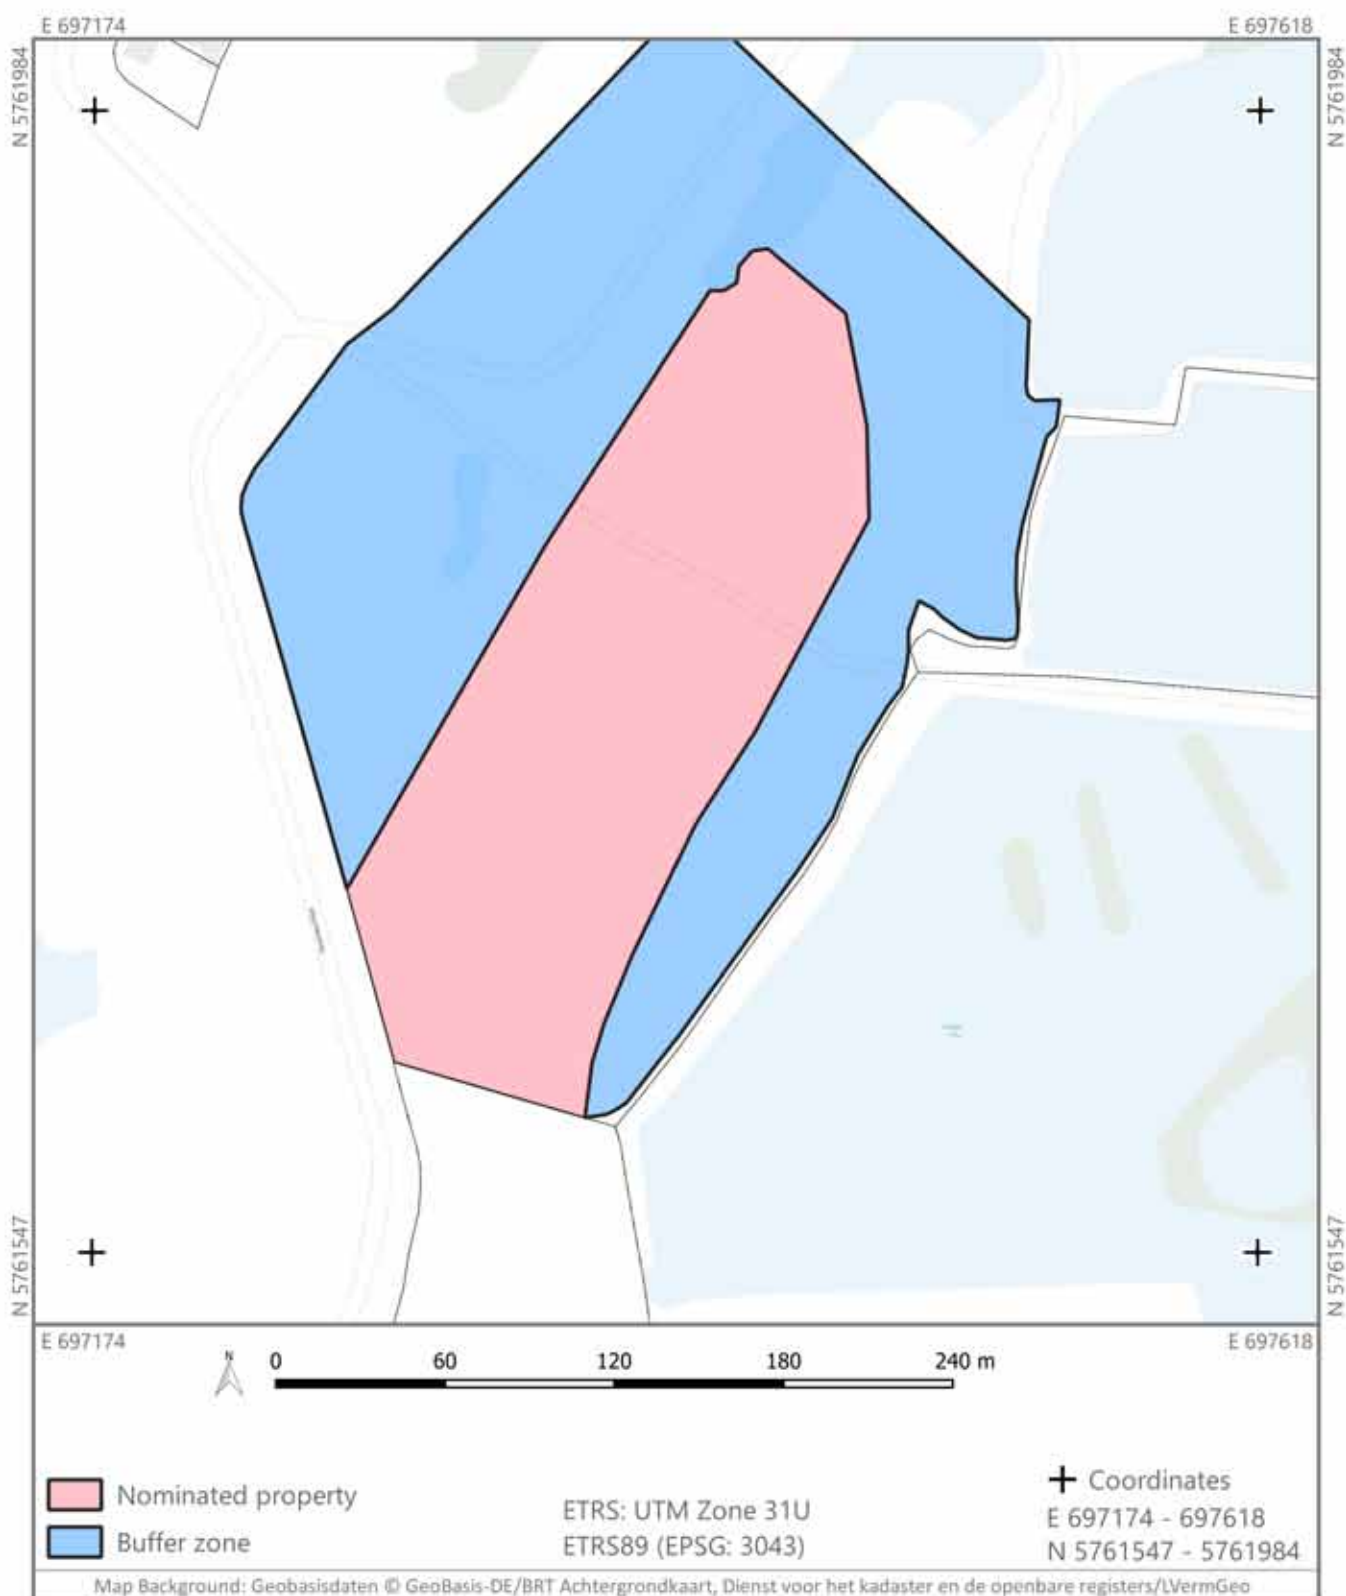 E 697174
E 697618
N 5761984
N 5761984
N 5761547
N 5761547
E 697174
E 697618
N
0 60 120 180 240 m
Nominated property
Buffer zone
ETRS: UTM Zone 31U
ETRS89 (EPSG: 3043)
Coordinates
E 697174 - 697618
N 5761547 - 5761984
Map Background: Geobasisdaten © GeoBasis-DE/BRT Achtergrondkaart, Dienst voor het kadaster en de openbare registers/LVermGeo